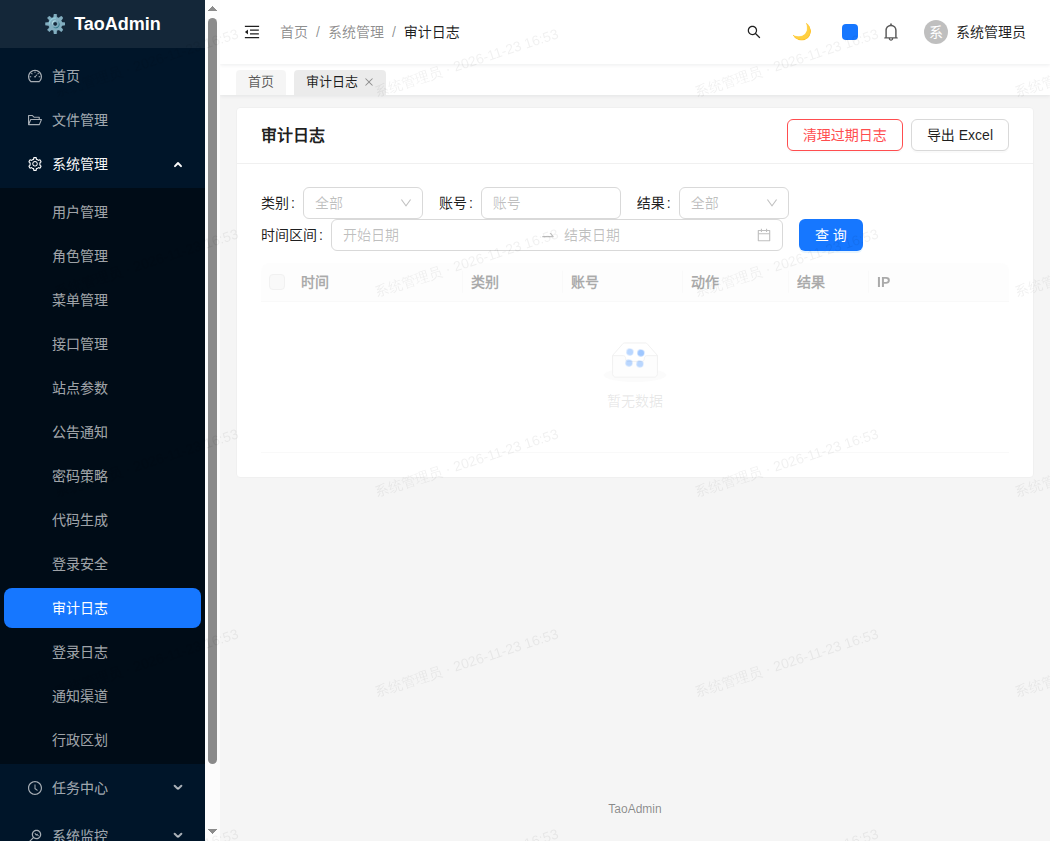 TaoAdmin
首页
文件管理
系统管理
用户管理
角色管理
菜单管理
接口管理
站点参数
公告通知
密码策略
代码生成
登录安全
审计日志
登录日志
通知渠道
行政区划
任务中心
系统监控
首页 / 系统管理 / 审计日志
系 系统管理员
首页 审计日志
审计日志
清理过期日志 导出 Excel
类别: 全部 账号: 账号 结果: 全部
时间区间: 开始日期 结束日期 查 询
时间 类别 账号 动作 结果 IP
暂无数据
TaoAdmin
系统管理员 2026-11-23 16:53